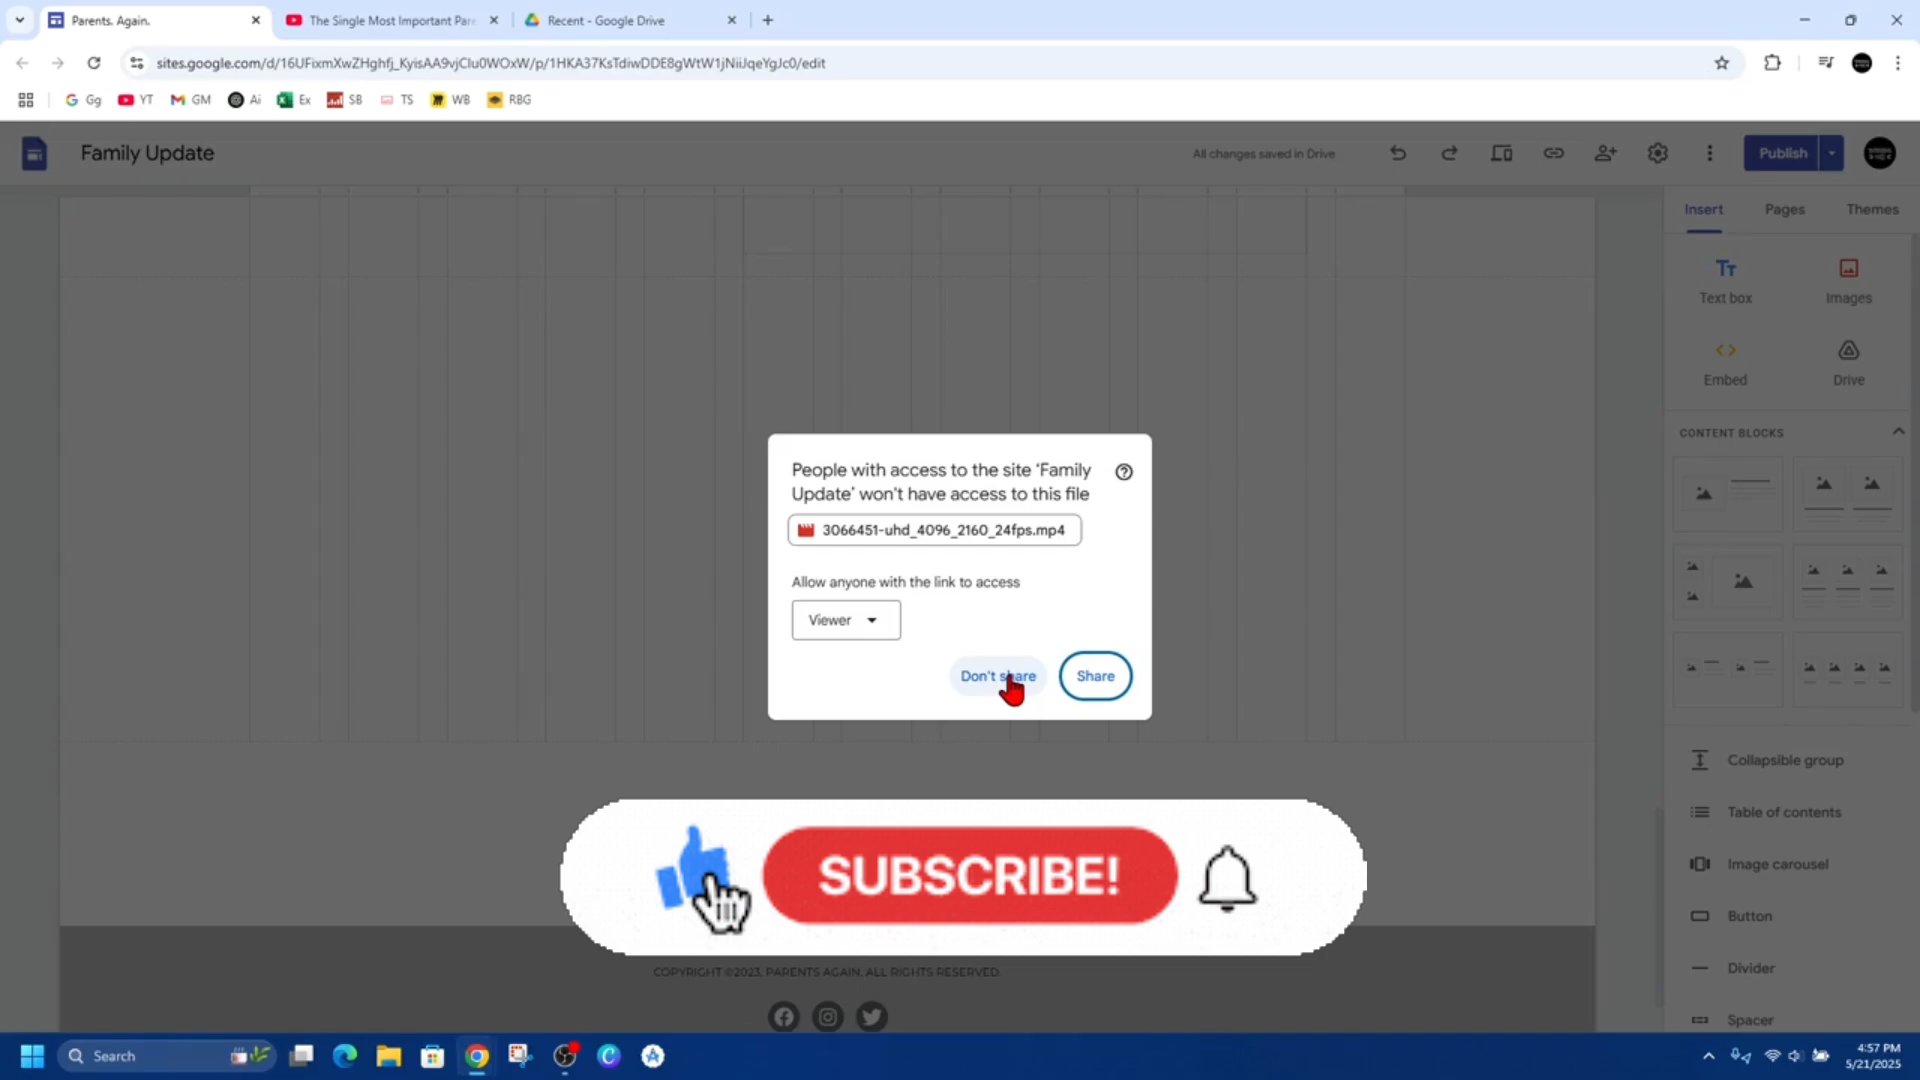 Parents. Again.
The Single Most Important Pare
Recent - Google Drive
sites.google.com/d/16UFixmXwZHghfj_KyisAA9vjClu0WOxW/p/1HKA37KsTdiwDDE8gWtW1jNiiJqeYgJc0/edit
Gg
YT
GM
Ai
Ex
SB
TS
WB
RBG
Family Update
All changes saved in Drive
Publish
Insert
Pages
Themes
Text box
Images
Embed
Drive
CONTENT BLOCKS
People with access to the site ‘Family
Update’ won't have access to this file
3066451-uhd_4096_2160_24fps.mp4
Allow anyone with the link to access
Viewer
Don't share
Share
Collapsible group
Table of contents
Image carousel
Button
Divider
Spacer
SUBSCRIBE!
COPYRIGHT ©2023, PARENTS AGAIN. ALL RIGHTS RESERVED.
Search
4:57 PM
5/21/2025